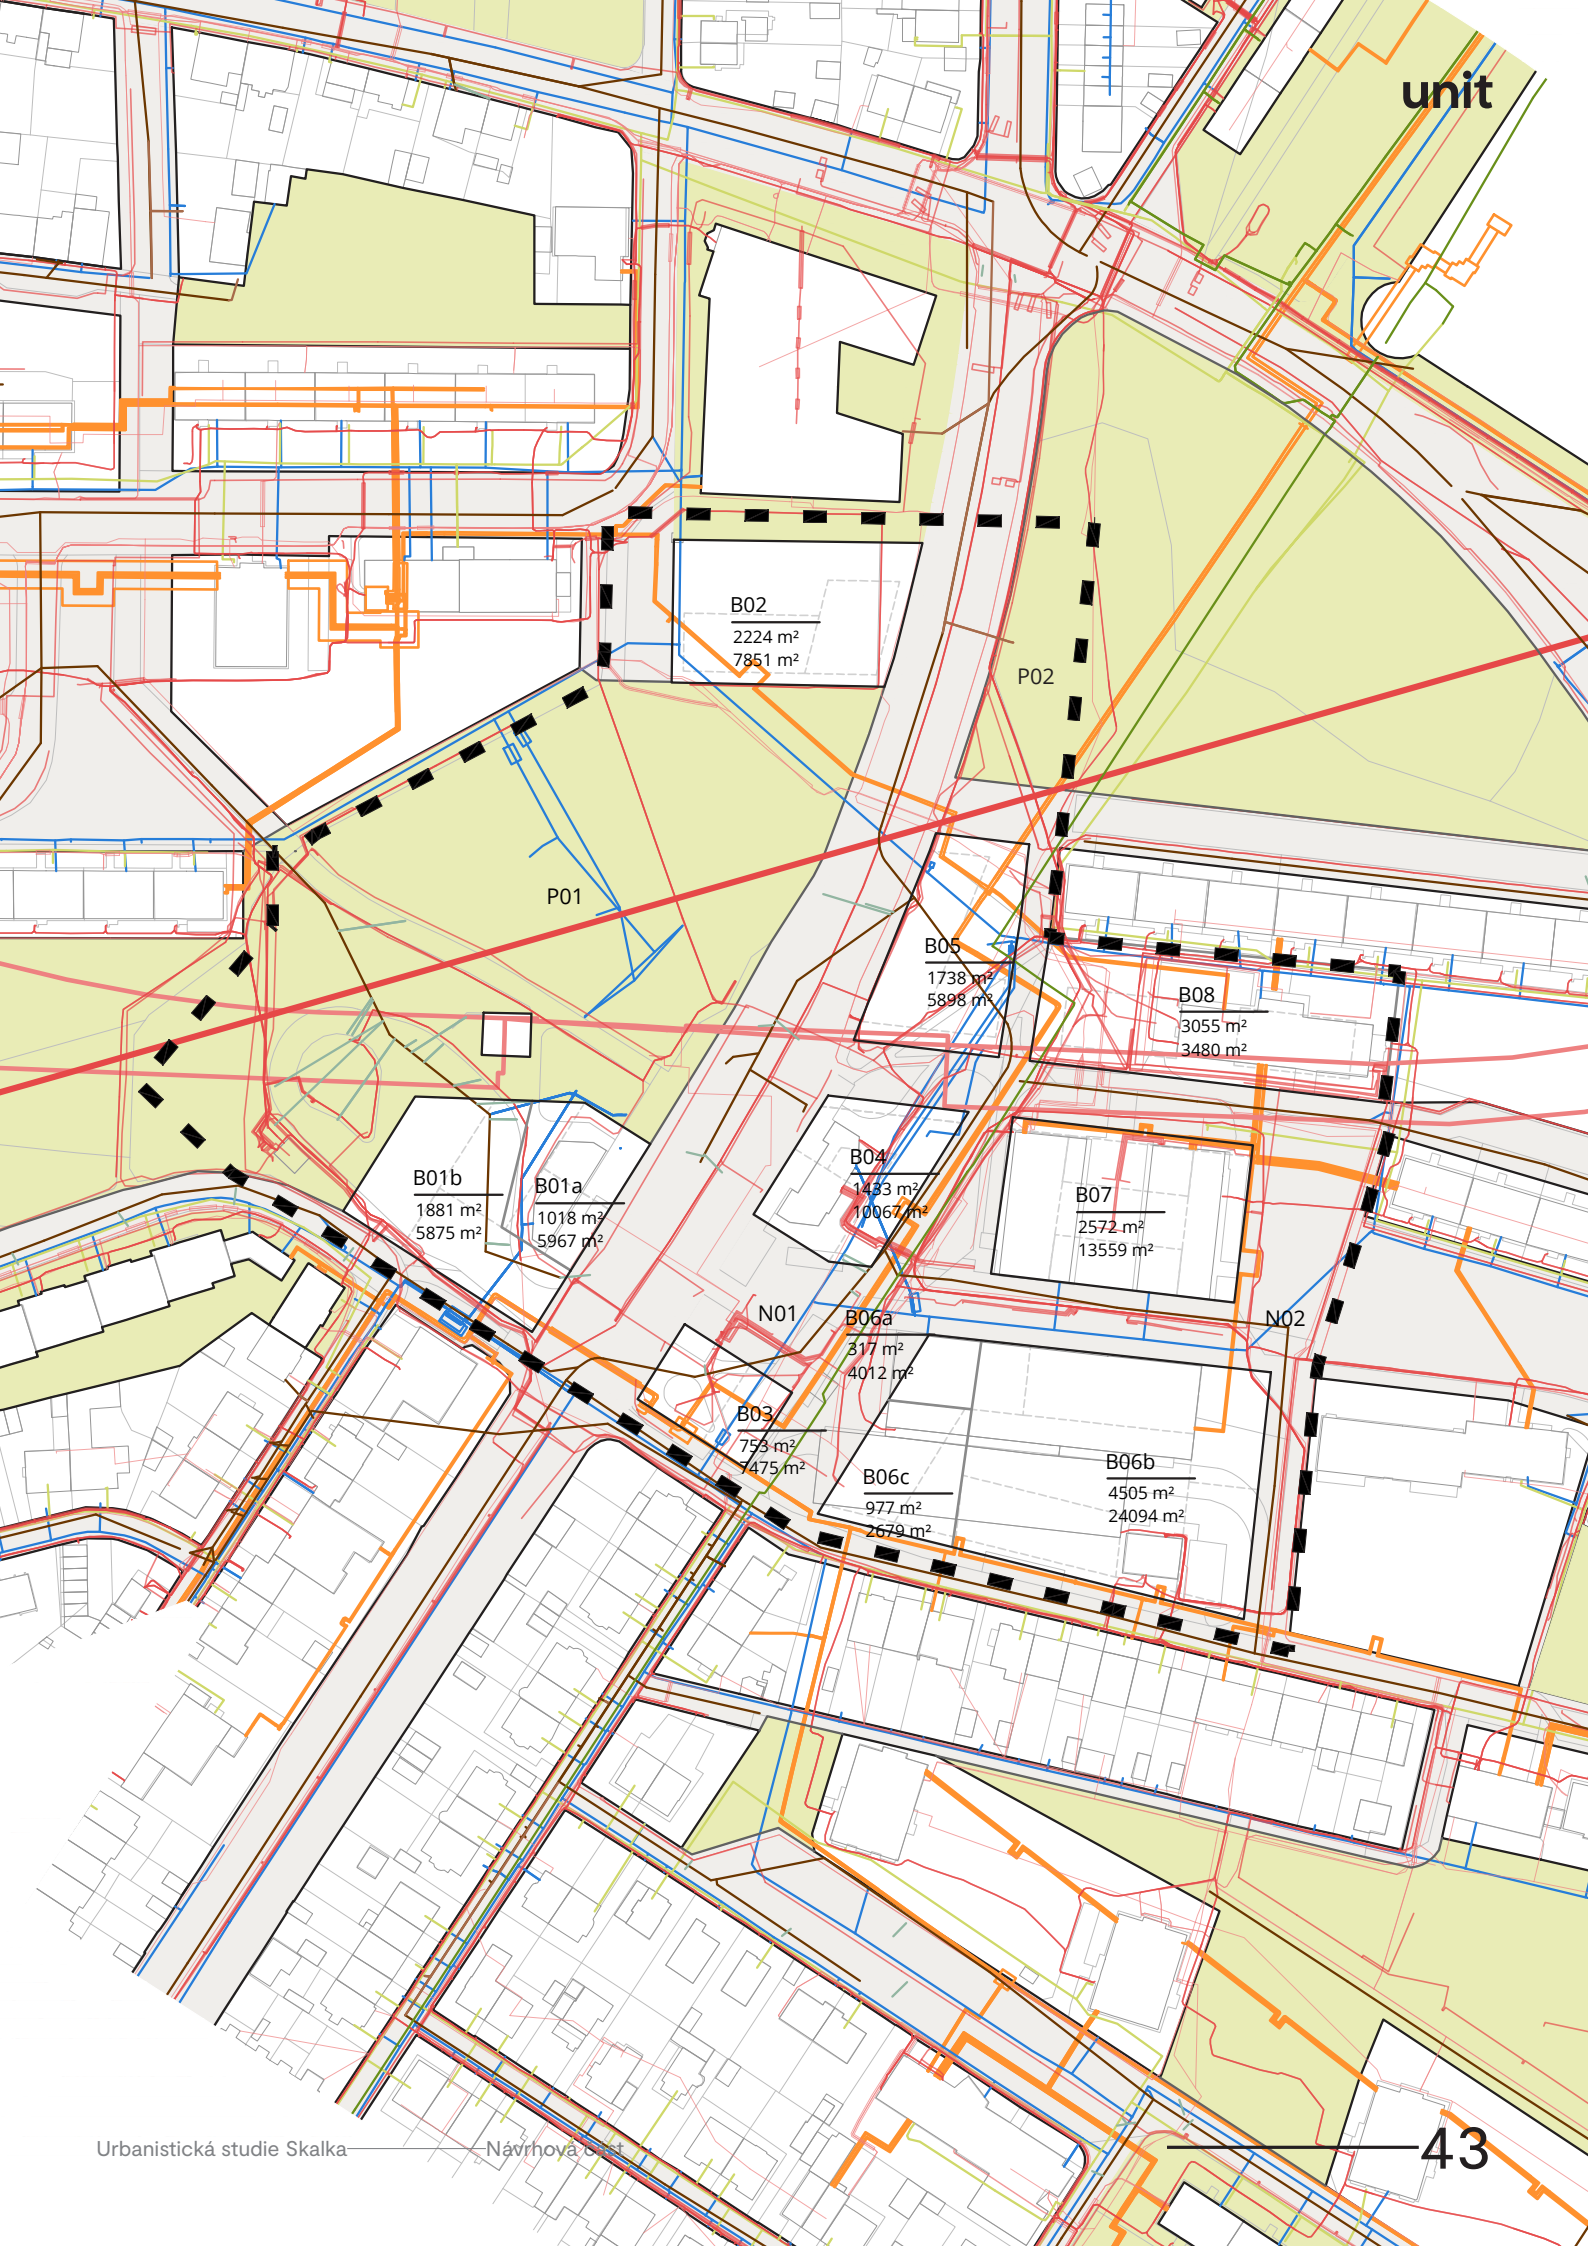 unit
B02
2224 m²
7851 m²
P02
P01
B05
1738 m²
5898 m²
B08
3055 m²
3480 m²
B04
1433 m²
10067 m²
B01b
1881 m²
5875 m²
B01a
1018 m²
5967 m²
B07
2572 m²
13559 m²
N01
B06a
317 m²
4012 m²
N02
B03
753 m²
7475 m²
B06c
977 m²
2679 m²
B06b
4505 m²
24094 m²
Urbanistická studie Skalka Návrhová část 43